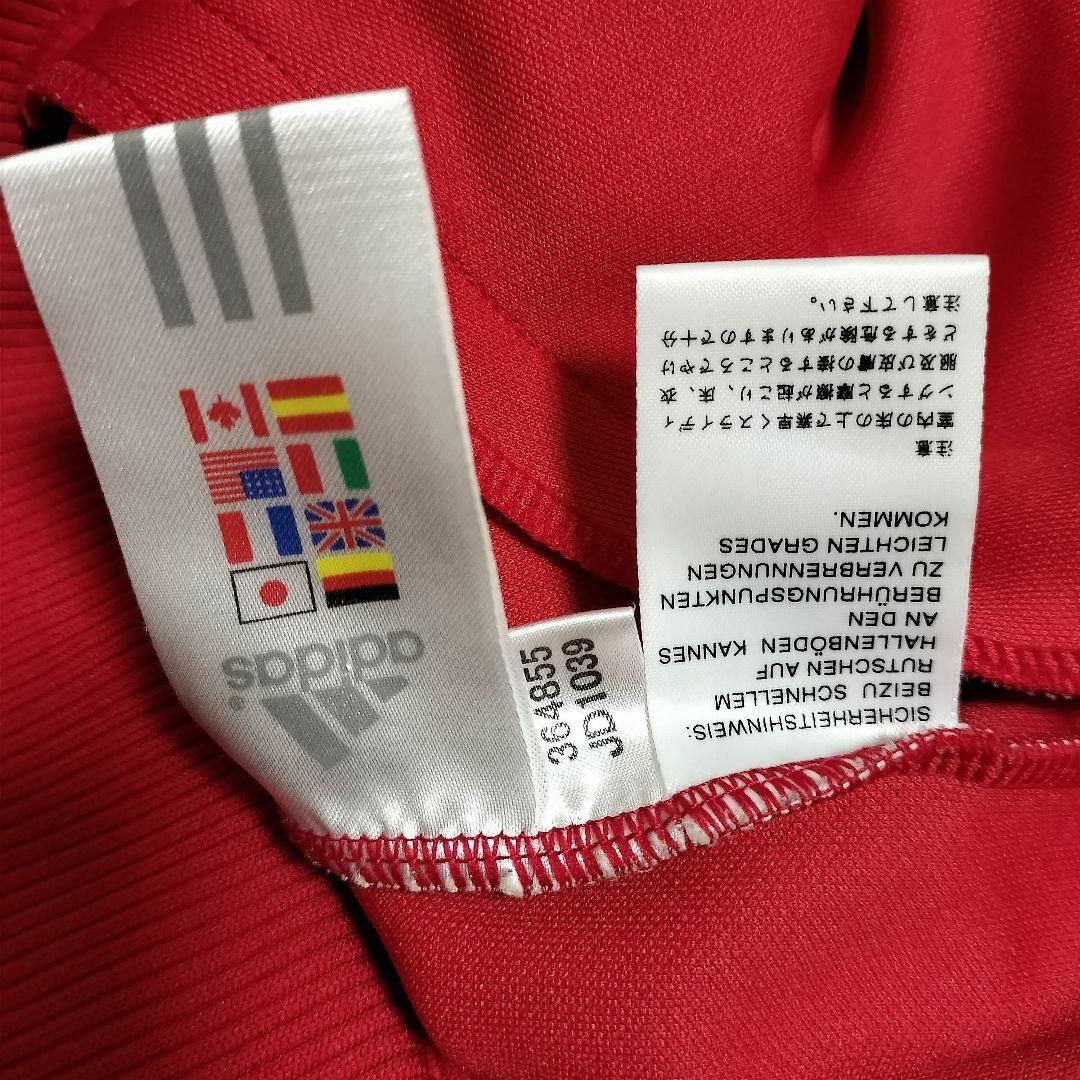 adidas
364855
JD1039
SICHERHEITSHINWEIS:
BEIZU SCHNELLEM
RUTSCHEN AUF
HALLENBÖDEN KANNES
AN DEN
BERÜHRUNGSPUNKTEN
ZU VERBRENNUNGEN
LEICHTEN GRADES
KOMMEN.
注意
室内の床の上で素早くスライディ
ングすると摩擦が起こり、床、衣
服及び皮膚の接するところでやけ
どをする危険がありますので十分
注意して下さい。